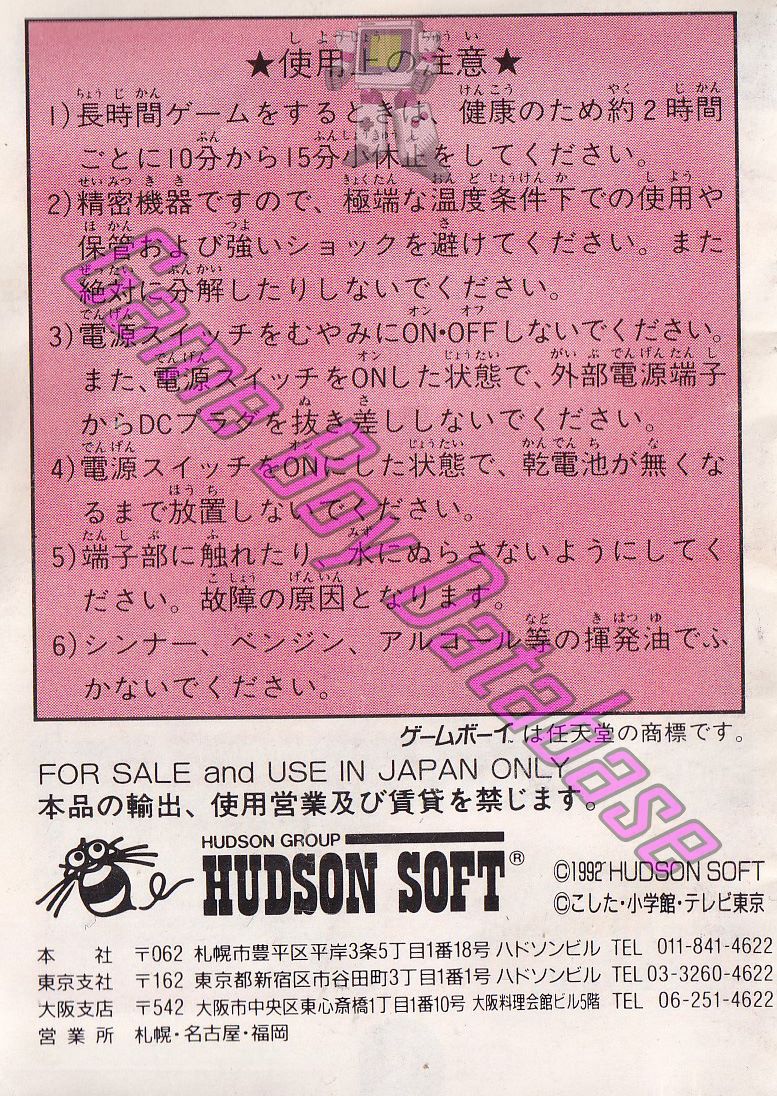 ★使用上の注意★
1)長時間ゲームをするときは、健康のため約2時間
ごとに10分から15分小休止をしてください。
2)精密機器ですので、極端な温度条件下での使用や
保管および強いショックを避けてください。また
絶対に分解したりしないでください。
3)電源スイッチをむやみにON・OFFしないでください。
また、電源スイッチをONした状態で、外部電源端子
からDCプラグを抜き差ししないでください。
4)電源スイッチをONにした状態で、乾電池が無くな
るまで放置しないでください。
5)端子部に触れたり、水にぬらさないようにしてく
ださい。故障の原因となります。
6)シンナー、ベンジン、アルコール等の揮発油でふ
かないでください。
ゲームボーイ™は任天堂の商標です。
FOR SALE and USE IN JAPAN ONLY
本品の輸出、使用営業及び賃貸を禁じます。
HUDSON GROUP
HUDSON SOFT®
©1992 HUDSON SOFT
©こした・小学館・テレビ東京
本社 〒062 札幌市豊平区平岸3条5丁目1番18号 ハドソンビル TEL 011-841-4622
東京支社 〒162 東京都新宿区市谷田町3丁目1番1号 ハドソンビル TEL 03-3260-4622
大阪支店 〒542 大阪市中央区東心斎橋1丁目1番10号 大阪料理会館ビル5階 TEL 06-251-4622
営業所 札幌・名古屋・福岡
Game Boy Database